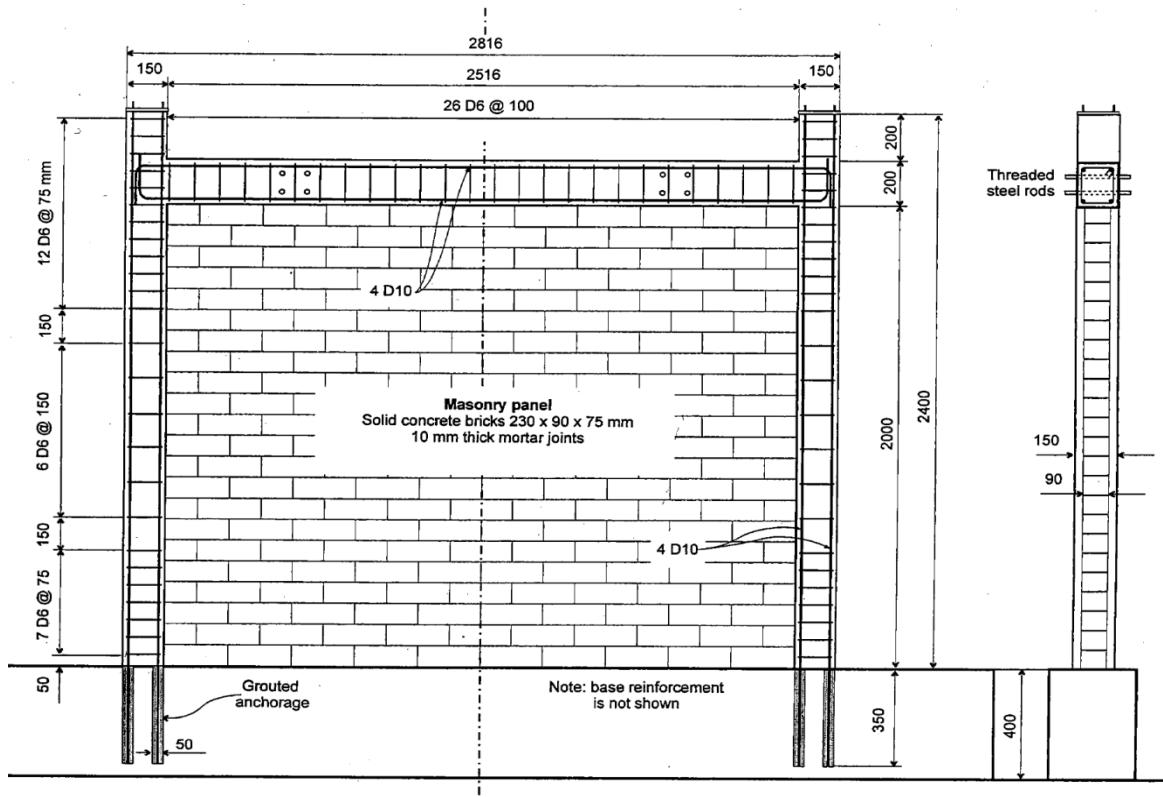 2816
150
2516
150
26 D6 @ 100
200
200
Threaded
steel rods
12 D6 @ 75 mm
4 D10
150
Masonry panel
Solid concrete bricks 230 x 90 x 75 mm
10 mm thick mortar joints
6 D6 @ 150
2000
2400
150
90
150
4 D10
7 D6 @ 75
50
Grouted
anchorage
Note: base reinforcement
is not shown
50
350
400